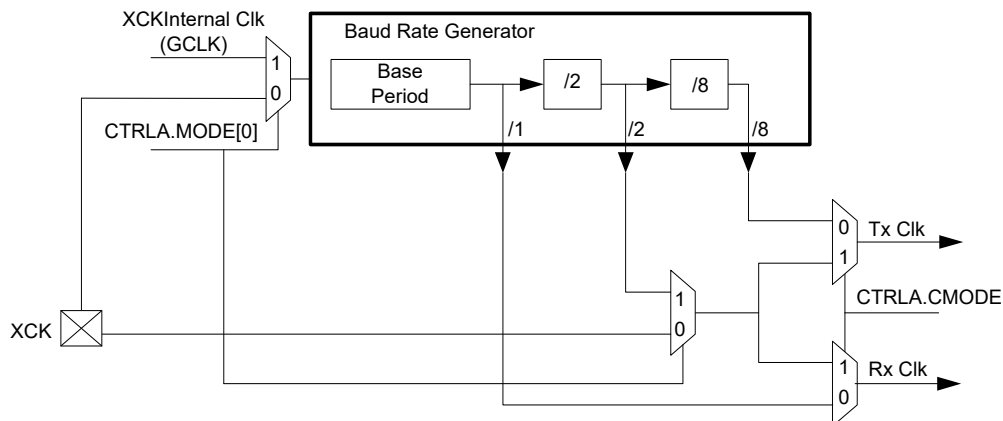 XCKInternal Clk
(GCLK)
Baud Rate Generator
1
0
Base
Period
/2
/8
CTRLA.MODE[0]
/1
/2
/8
0
Tx Clk
1
1
CTRLA.CMODE
XCK
0
1
Rx Clk
0